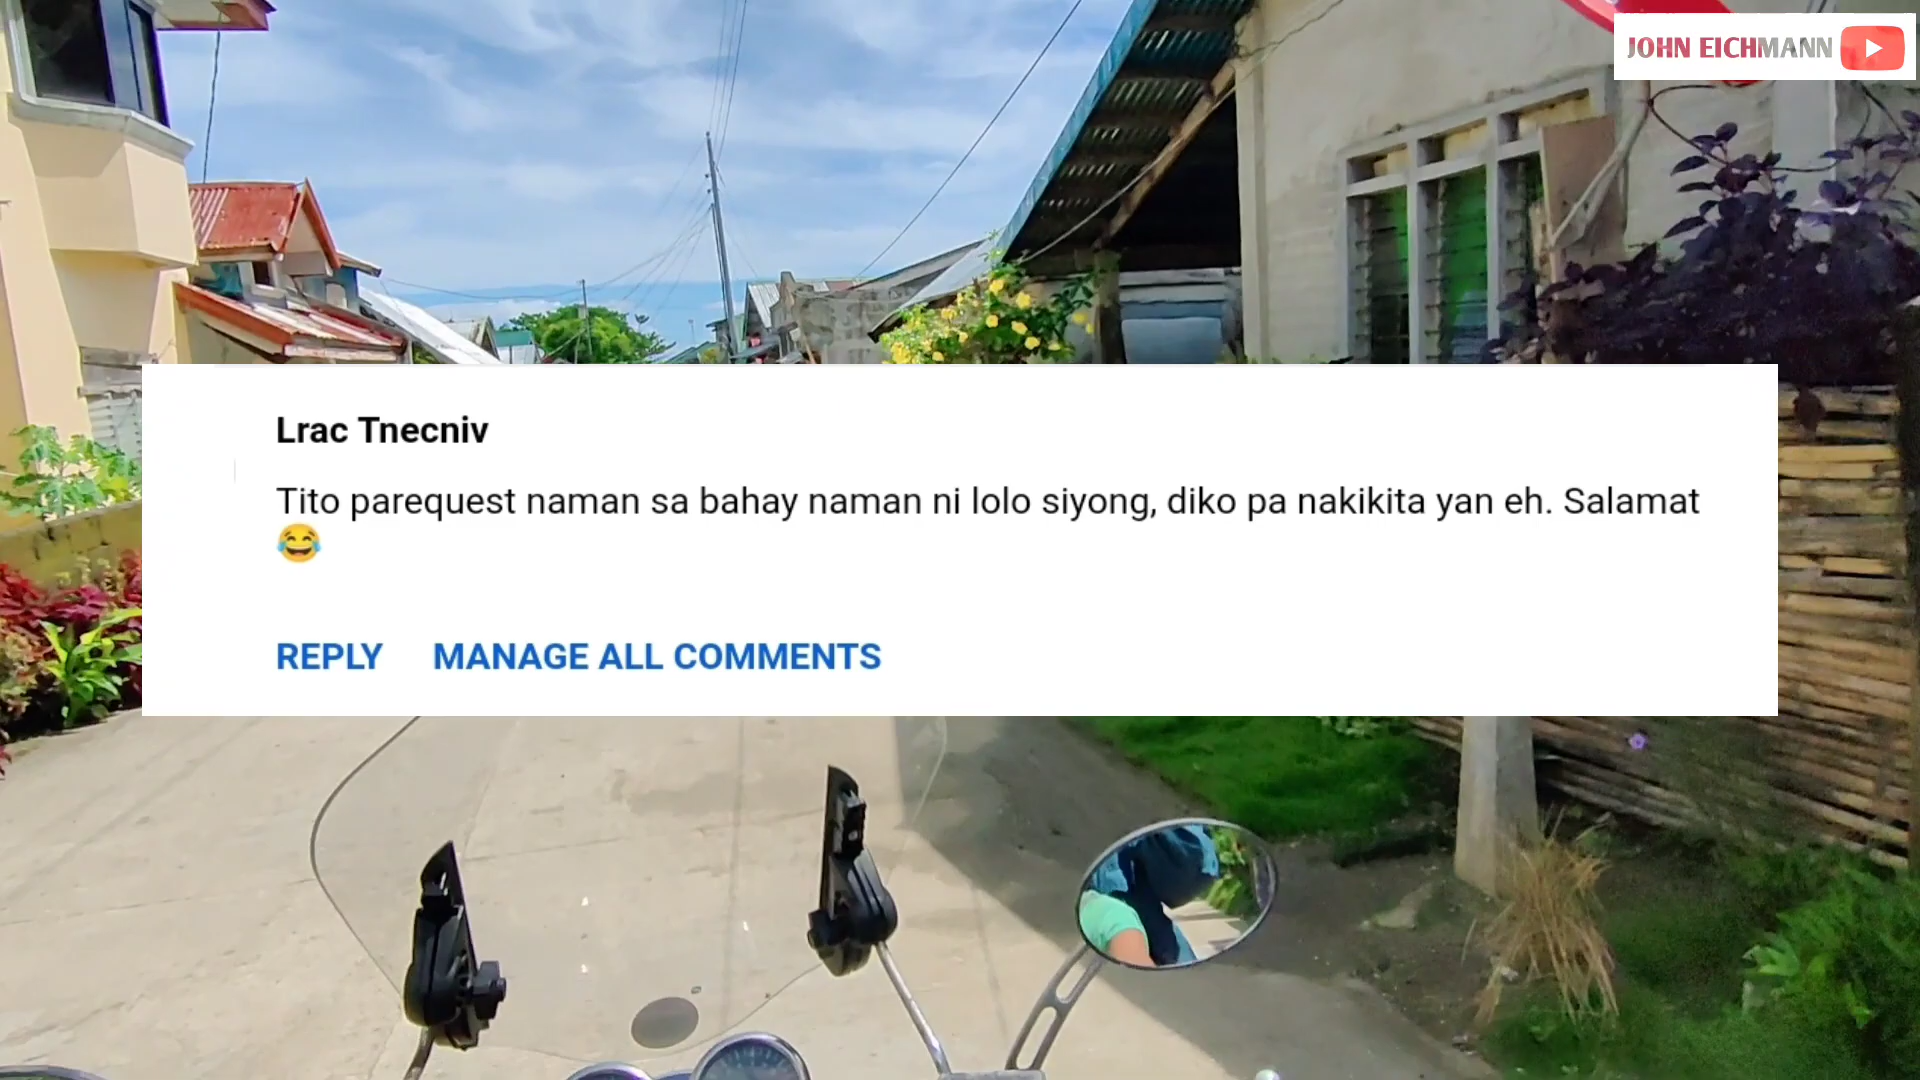 JOHN EICHMANN
Lrac Tnecniv
Tito parequest naman sa bahay naman ni lolo siyong, diko pa nakikita yan eh. Salamat
😂
REPLY MANAGE ALL COMMENTS